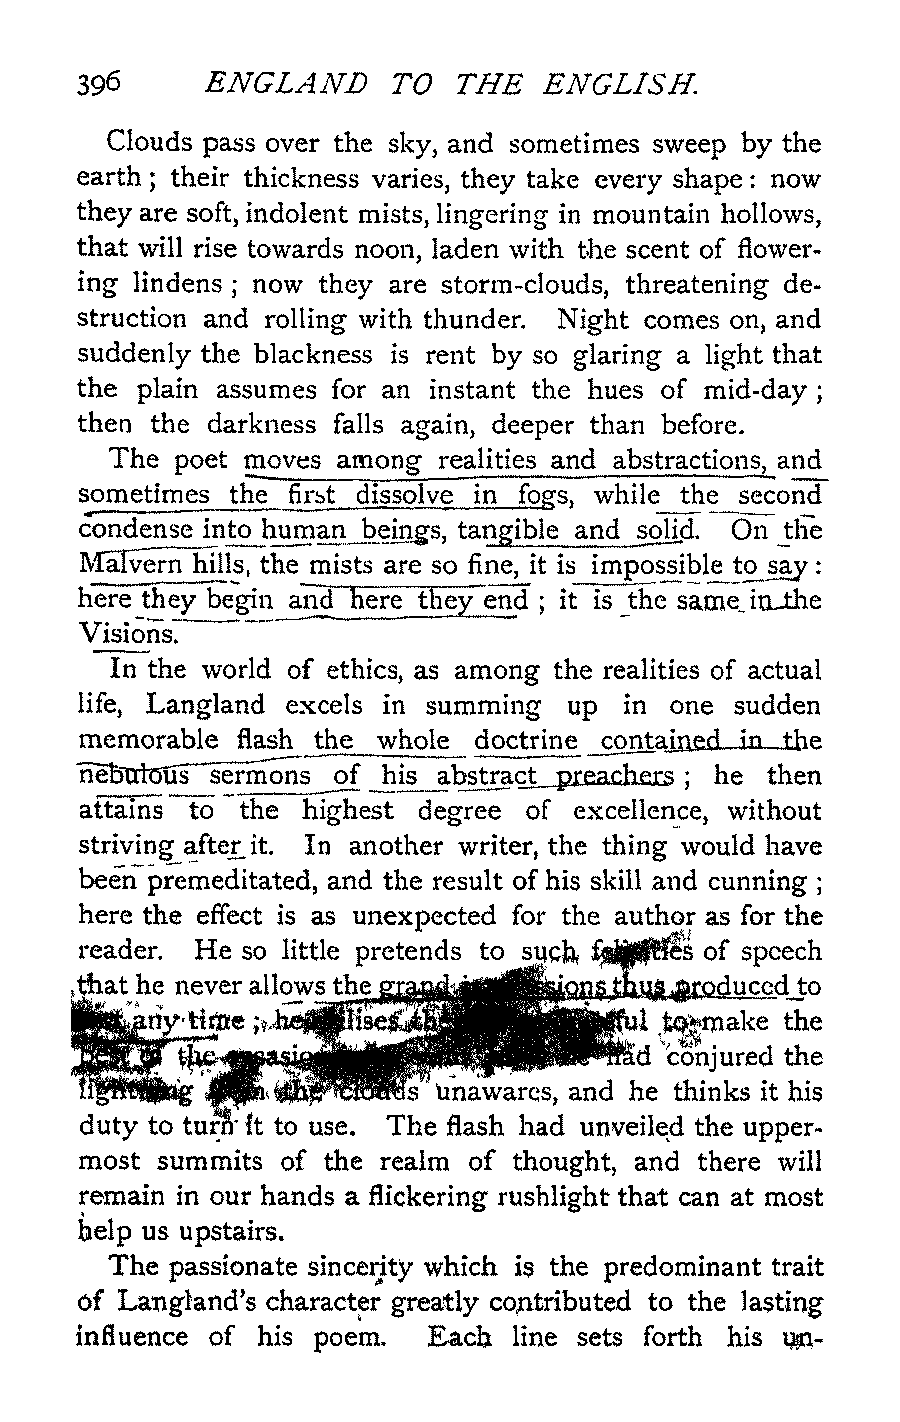 396 ENGLAND TO THE ENGLISH.
Clouds pass over the sky, and sometimes sweep by the
earth ; their thickness varies, they take every shape : now
they are soft, indolent mists, lingering in mountain hollows,
that will rise towards noon, laden with the scent of flower-
ing lindens ; now they are storm-clouds, threatening de-
struction and rolling with thunder. Night comes on, and
suddenly the blackness is rent by so glaring a light that
the plain assumes for an instant the hues of mid-day ;
then the darkness falls again, deeper than before.
The poet moves among realities and abstractions, and
sometimes the first dissolve in fogs, while the second
condense into human beings, tangible and solid. On the
Malvern hills, the mists are so fine, it is impossible to say :
here they begin and here they end ; it is the same in the
Visions.
In the world of ethics, as among the realities of actual
life, Langland excels in summing up in one sudden
memorable flash the whole doctrine contained in the
nebulous sermons of his abstract preachers ; he then
attains to the highest degree of excellence, without
striving after it. In another writer, the thing would have
been premeditated, and the result of his skill and cunning ;
here the effect is as unexpected for the author as for the
reader. He so little pretends to such of speech
that he never allows the grand thus produced to
any time ; he make the
the conjured the
lightning the clouds unawares, and he thinks it his
duty to turn it to use. The flash had unveiled the upper-
most summits of the realm of thought, and there will
remain in our hands a flickering rushlight that can at most
help us upstairs.
The passionate sincerity which is the predominant trait
of Langland's character greatly contributed to the lasting
influence of his poem. Each line sets forth his un-